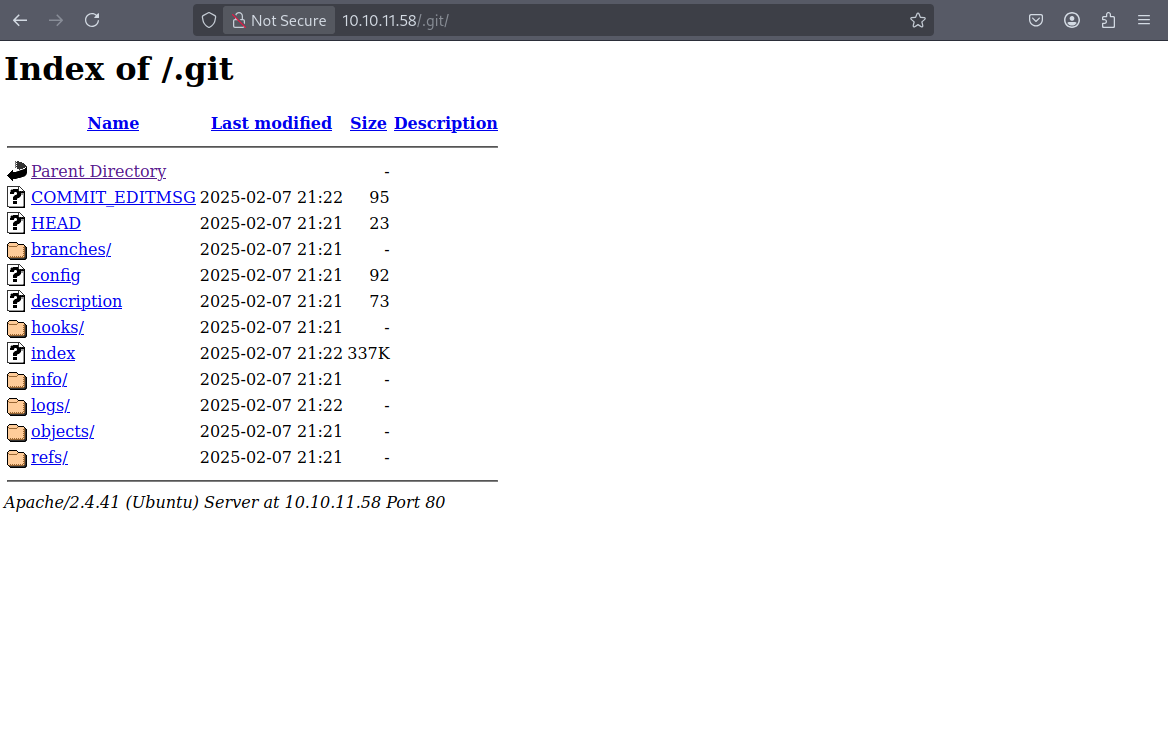 Not Secure 10.10.11.58/.git/
Index of /.git
Name Last modified Size Description
Parent Directory -
COMMIT_EDITMSG 2025-02-07 21:22 95
HEAD 2025-02-07 21:21 23
branches/ 2025-02-07 21:21 -
config 2025-02-07 21:21 92
description 2025-02-07 21:21 73
hooks/ 2025-02-07 21:21 -
index 2025-02-07 21:22 337K
info/ 2025-02-07 21:21 -
logs/ 2025-02-07 21:22 -
objects/ 2025-02-07 21:21 -
refs/ 2025-02-07 21:21 -
Apache/2.4.41 (Ubuntu) Server at 10.10.11.58 Port 80